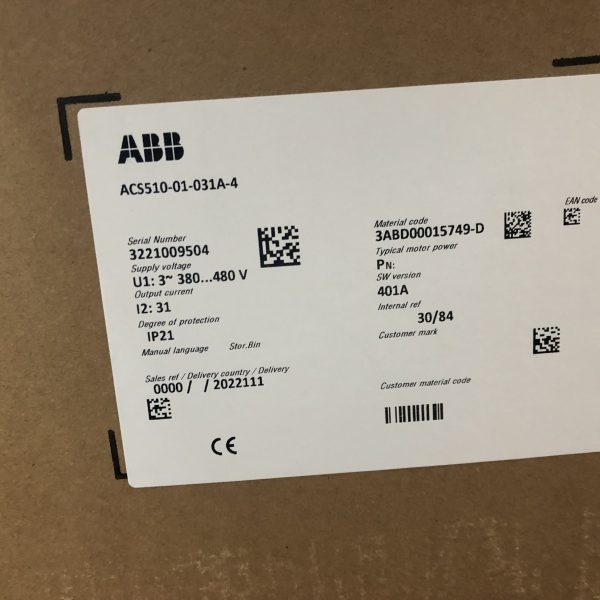 ABB
ACS510-01-031A-4
Serial Number
3221009504
Supply voltage
U1: 3~ 380...480 V
Output current
I2: 31
Degree of protection
IP21
Manual language Stor.Bin
Sales ref / Delivery country / Delivery
0000 / / 2022111
CE
Material code
3ABD00015749-D
Typical motor power
PN:
SW version
401A
Internal ref
30/84
Customer mark
Customer material code
EAN code